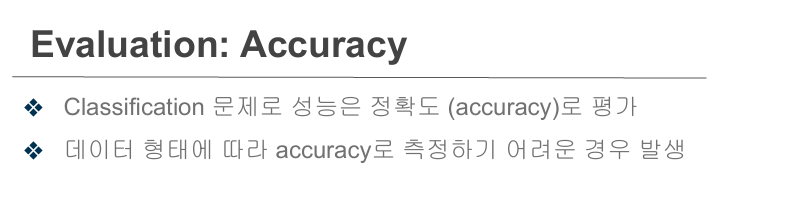 Evaluation: Accuracy
❖ Classification 문제로 성능은 정확도 (accuracy)로 평가
❖ 데이터 형태에 따라 accuracy로 측정하기 어려운 경우 발생